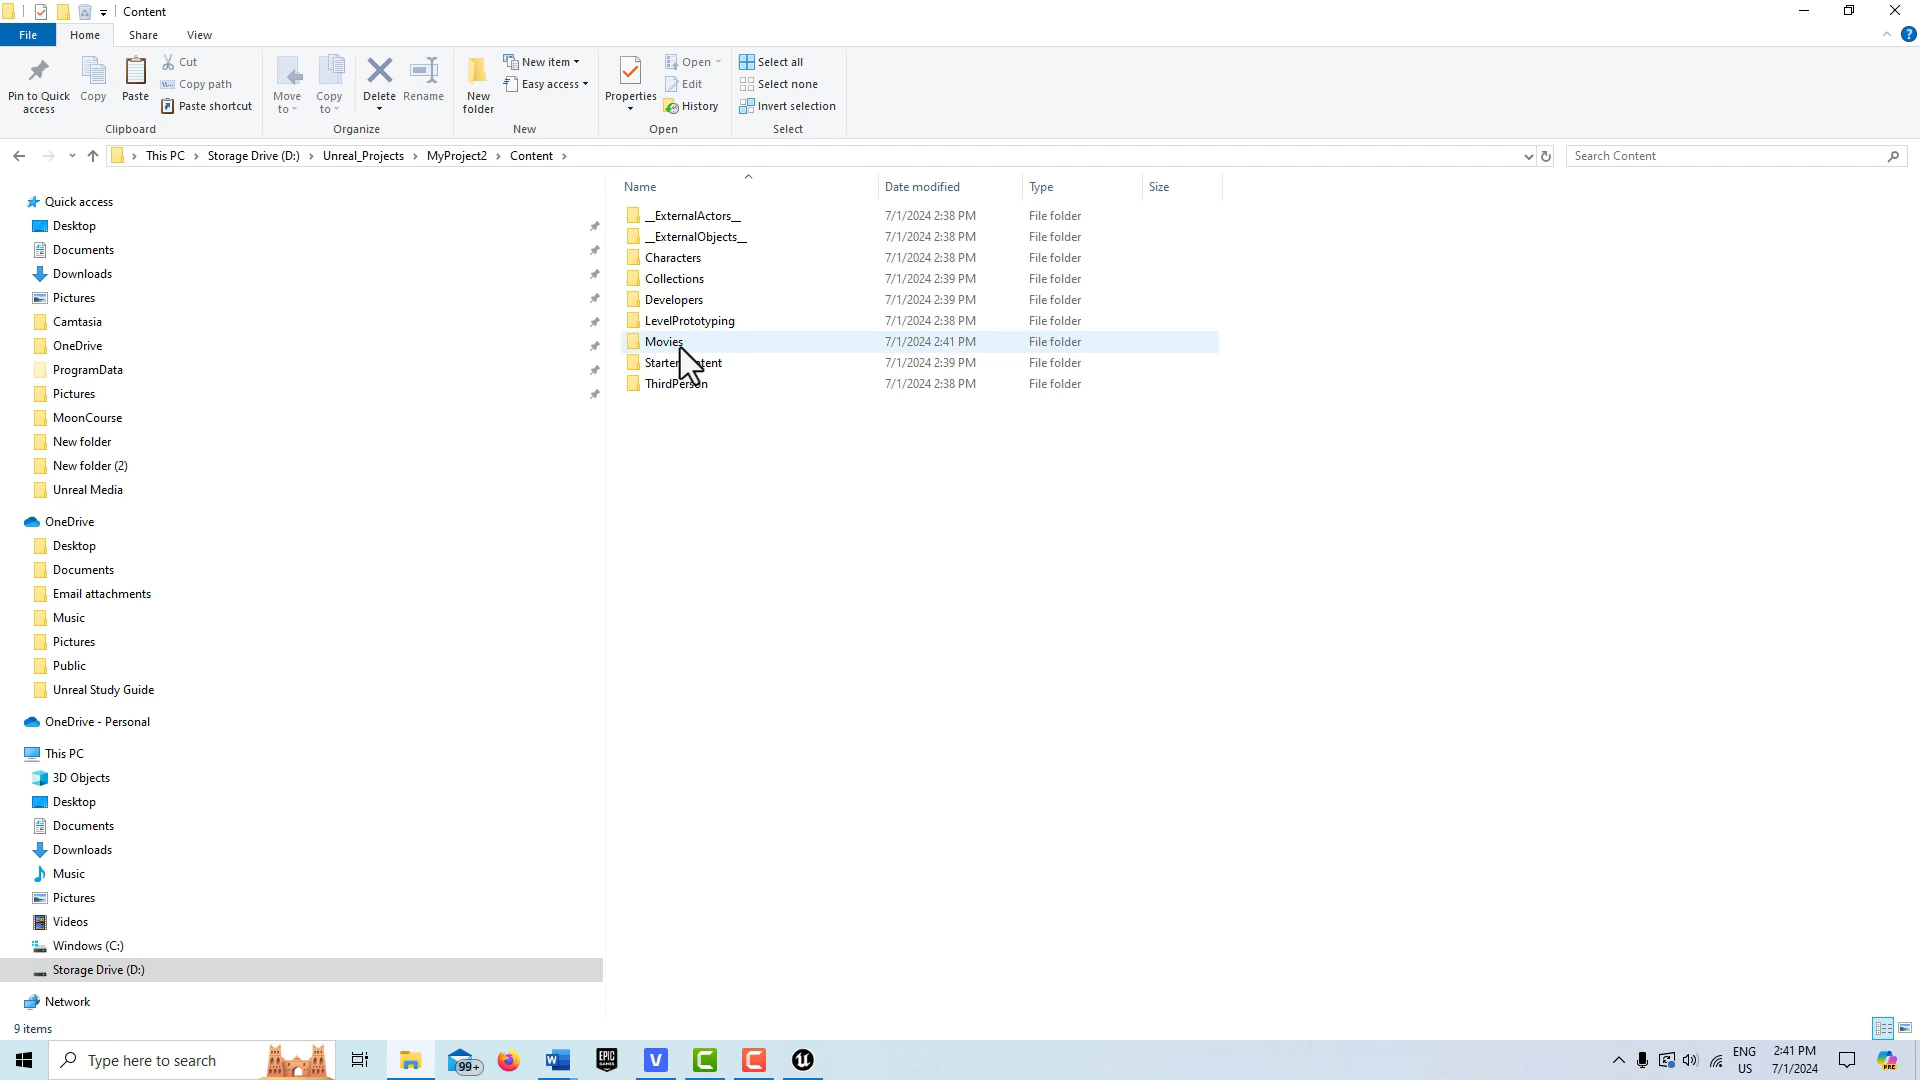 Content
File
Home
Share
View
Pin to Quick access
Copy
Paste
Cut
Copy path
Paste shortcut
Clipboard
Move to
Copy to
Delete
Rename
Organize
New folder
New item
Easy access
New
Properties
Open
Edit
History
Open
Select all
Select none
Invert selection
Select
This PC
Storage Drive (D:)
Unreal_Projects
MyProject2
Content
Search Content
Quick access
Desktop
Documents
Downloads
Pictures
Camtasia
OneDrive
ProgramData
Pictures
MoonCourse
New folder
New folder (2)
Unreal Media
OneDrive
Desktop
Documents
Email attachments
Music
Pictures
Public
Unreal Study Guide
OneDrive - Personal
This PC
3D Objects
Desktop
Documents
Downloads
Music
Pictures
Videos
Windows (C:)
Storage Drive (D:)
Network
Name Date modified Type Size
__ExternalActors__ 7/1/2024 2:38 PM File folder
__ExternalObjects__ 7/1/2024 2:38 PM File folder
Characters 7/1/2024 2:38 PM File folder
Collections 7/1/2024 2:39 PM File folder
Developers 7/1/2024 2:39 PM File folder
LevelPrototyping 7/1/2024 2:38 PM File folder
Movies 7/1/2024 2:41 PM File folder
7/1/2024 2:39 PM File folder
ThirdPerson 7/1/2024 2:38 PM File folder
9 items
Type here to search
99+
EPIC GAMES
V
C
C
ENG
US
2:41 PM
7/1/2024
PRE